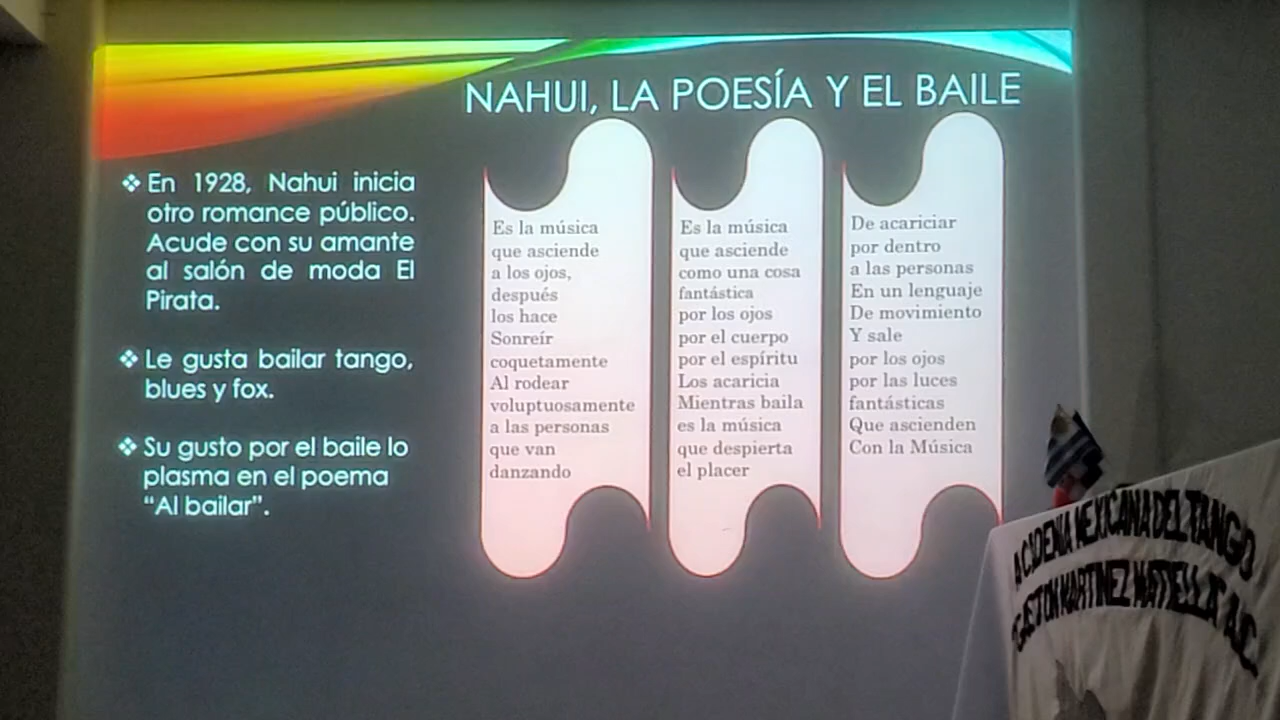 NAHUI, LA POESÍA Y EL BAILE
❖ En 1928, Nahui inicia
otro romance público.
Acude con su amante
al salón de moda El
Pirata.
❖ Le gusta bailar tango,
blues y fox.
❖ Su gusto por el baile lo
plasma en el poema
“Al bailar”.
Es la música
que asciende
a los ojos,
después
los hace
Sonreír
coquetamente
Al rodear
voluptuosamente
a las personas
que van
danzando
Es la música
que asciende
como una cosa
fantástica
por los ojos
por el cuerpo
por el espíritu
Los acaricia
Mientras baila
es la música
que despierta
el placer
De acariciar
por dentro
a las personas
En un lenguaje
De movimiento
Y sale
por los ojos
por las luces
fantásticas
Que ascienden
Con la Música
ACADEMIA MEXICANA DEL TANGO
MARTINEZ MATIELLA A.C.